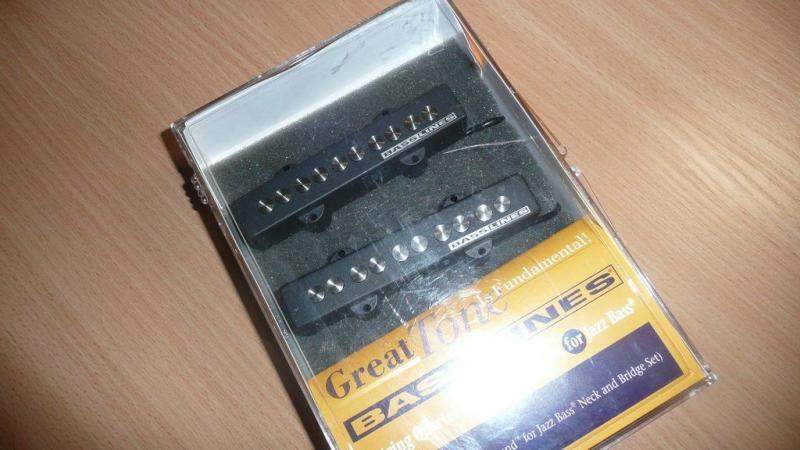 BASSLINES
BASSLINES
Great Tone is Fundamental!
BASSLINES
for Jazz Bass®
for Jazz Bass® Neck and Bridge Set)